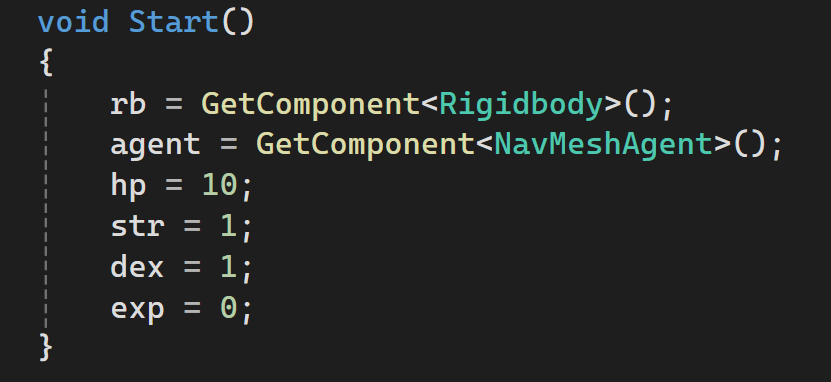 void Start()
{
rb = GetComponent<Rigidbody>();
agent = GetComponent<NavMeshAgent>();
hp = 10;
str = 1;
dex = 1;
exp = 0;
}